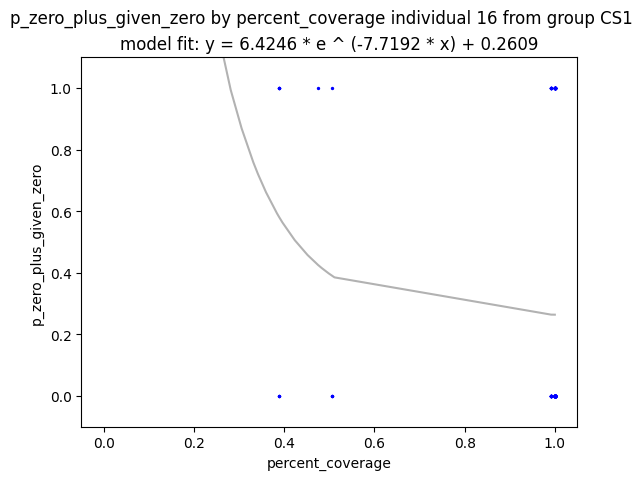 p_zero_plus_given_zero by percent_coverage individual 16 from group CS1
model fit: y = 6.4246 * e ^ (-7.7192 * x) + 0.2609
1.0
0.8
0.6
0.4
0.2
0.0
p_zero_plus_given_zero
0.0 0.2 0.4 0.6 0.8 1.0
percent_coverage